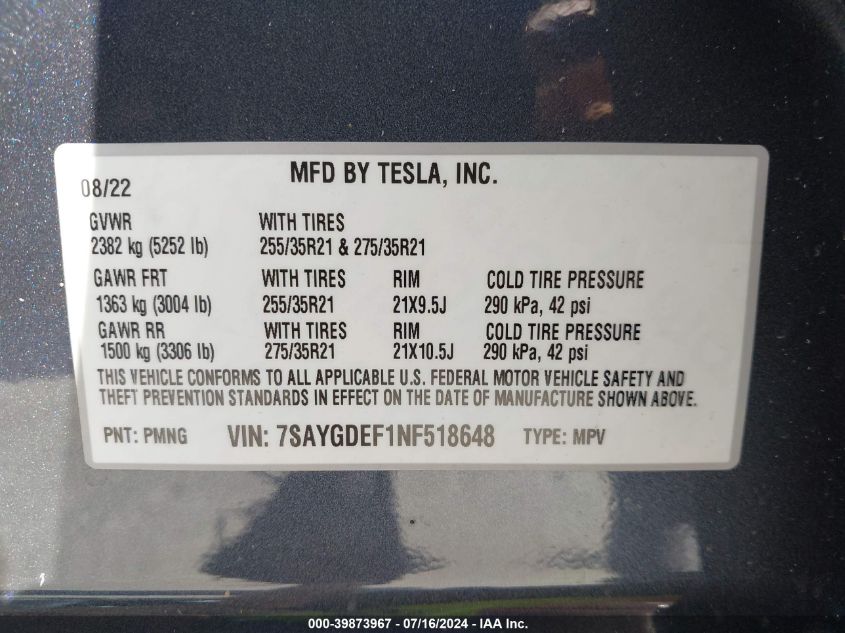 08/22 MFD BY TESLA, INC.
GVWR WITH TIRES
2382 kg (5252 lb) 255/35R21 & 275/35R21
GAWR FRT WITH TIRES RIM COLD TIRE PRESSURE
1363 kg (3004 lb) 255/35R21 21X9.5J 290 kPa, 42 psi
GAWR RR WITH TIRES RIM COLD TIRE PRESSURE
1500 kg (3306 lb) 275/35R21 21X10.5J 290 kPa, 42 psi
THIS VEHICLE CONFORMS TO ALL APPLICABLE U.S. FEDERAL MOTOR VEHICLE SAFETY AND
THEFT PREVENTION STANDARDS IN EFFECT ON THE DATE OF MANUFACTURE SHOWN ABOVE.
PNT: PMNG VIN: 7SAYGDEF1NF518648 TYPE: MPV
000-39873967 - 07/16/2024 - IAA Inc.